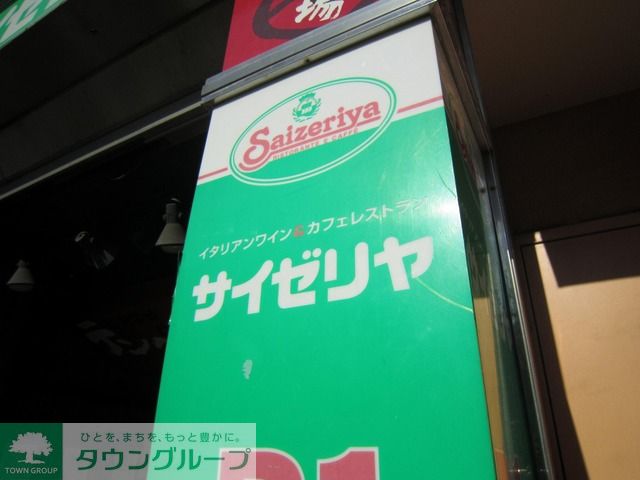 場
Saizeriya
RISTORANTE E CAFFÈ
イタリアンワイン&カフェレストラン
サイゼリヤ
ひとを、まちを、もっと豊かに。
タウングループ
TOWN GROUP